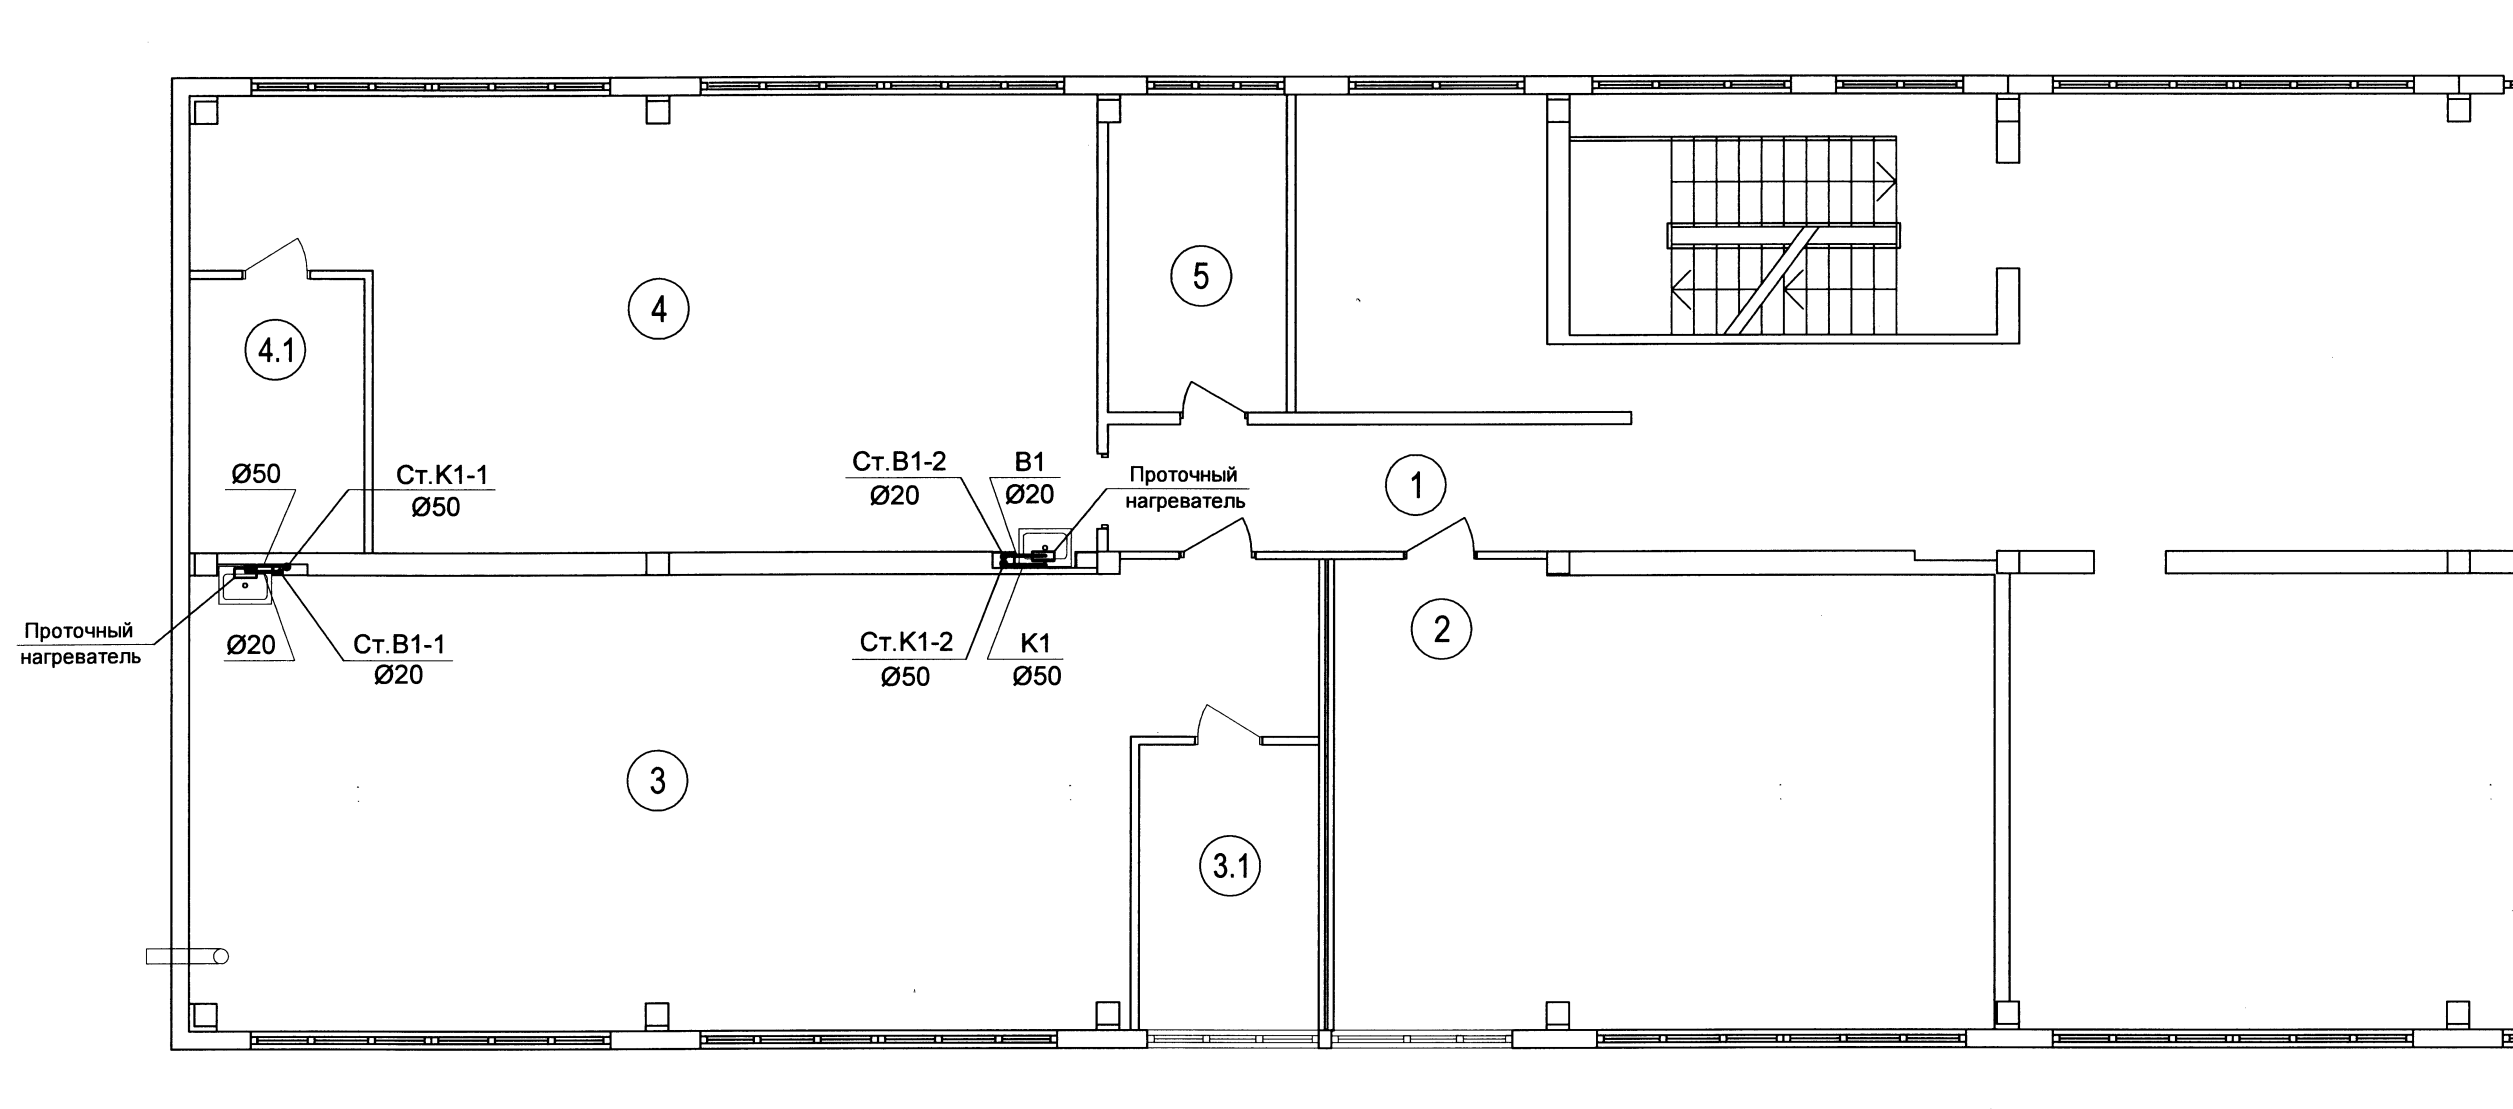 5
4
4.1
Ø50
Ст.К1-1
Ø50
Ст.В1-2
Ø20
В1
Ø20
Проточный
нагреватель
1
2
Проточный
нагреватель
Ø20
Ст.В1-1
Ø20
Ст.К1-2
Ø50
К1
Ø50
3
3.1